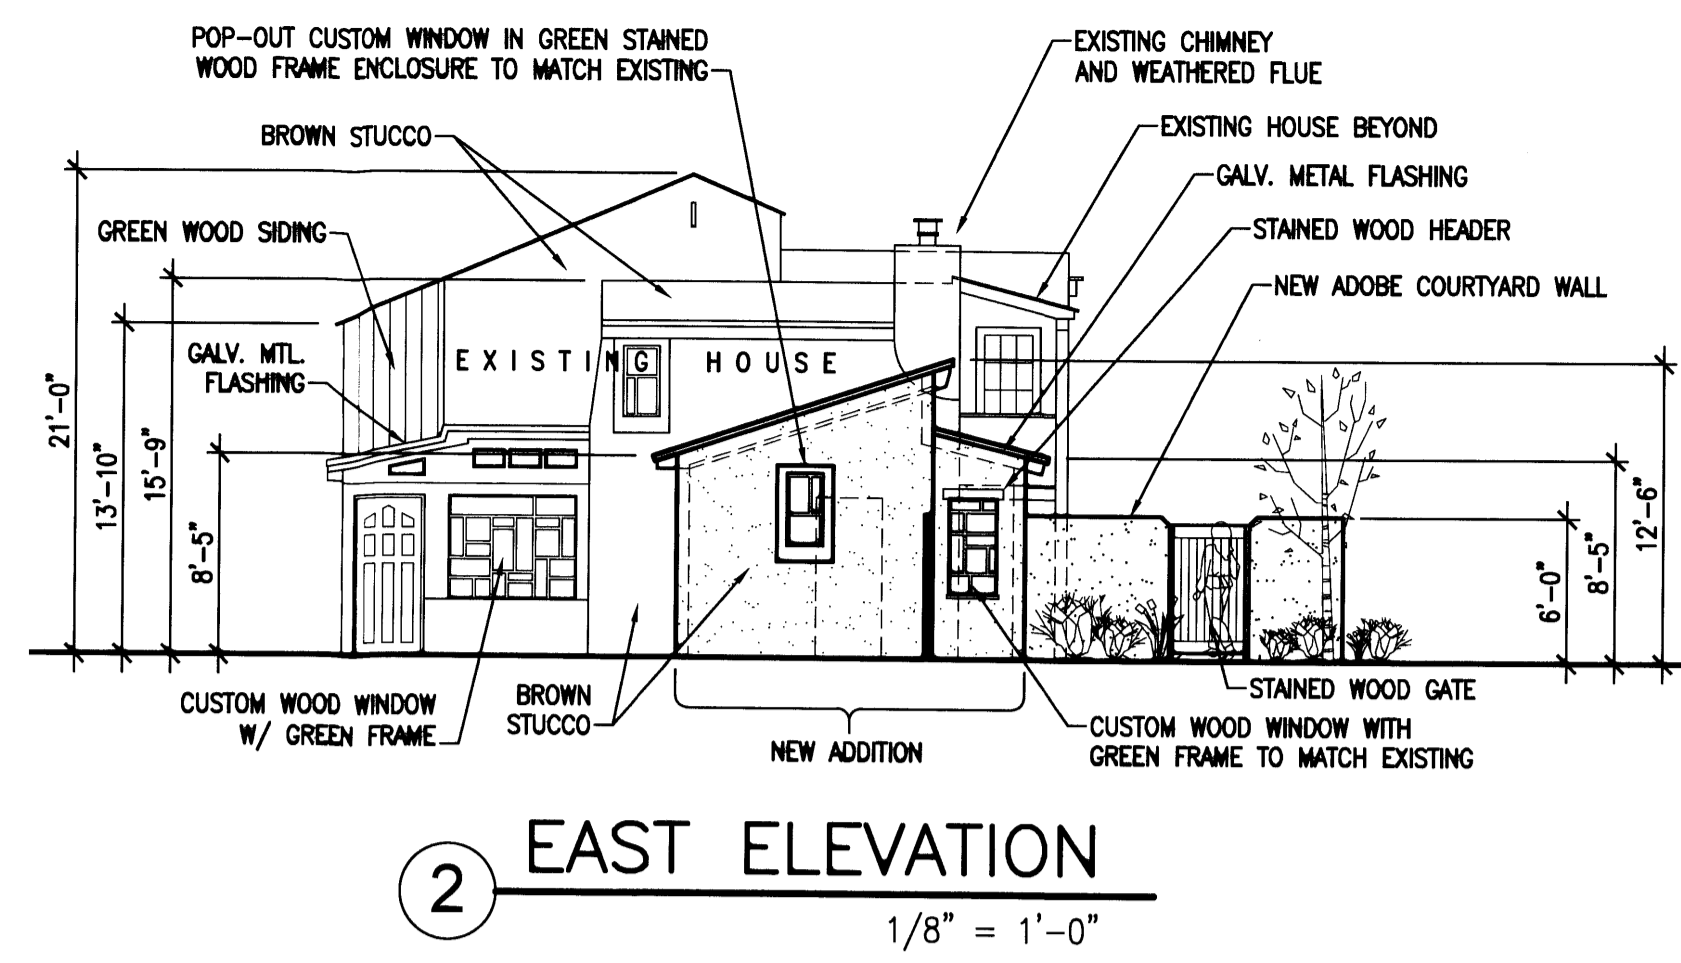 POP-OUT CUSTOM WINDOW IN GREEN STAINED
WOOD FRAME ENCLOSURE TO MATCH EXISTING
EXISTING CHIMNEY
AND WEATHERED FLUE
BROWN STUCCO
EXISTING HOUSE BEYOND
GALV. METAL FLASHING
GREEN WOOD SIDING
STAINED WOOD HEADER
NEW ADOBE COURTYARD WALL
GALV. MTL.
FLASHING
EXISTING HOUSE
21'-0"
13'-10"
15'-9"
8'-5"
6'-0"
8'-5"
12'-6"
CUSTOM WOOD WINDOW
W/ GREEN FRAME
BROWN
STUCCO
NEW ADDITION
STAINED WOOD GATE
CUSTOM WOOD WINDOW WITH
GREEN FRAME TO MATCH EXISTING
2
EAST ELEVATION
1/8" = 1'-0"